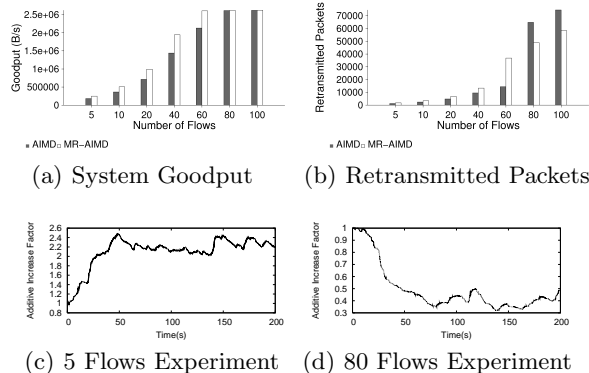 Goodput (B/s)
2.5e+06
2e+06
1.5e+06
1e+06
500000
0
5 10 20 40 60 80 100
Number of Flows
■ AIMD□ MR−AIMD
(a) System Goodput
Retransmitted Packets
70000
60000
50000
40000
30000
20000
10000
0
5 10 20 40 60 80 100
Number of Flows
■ AIMD□ MR−AIMD
(b) Retransmitted Packets
Additive Increase Factor
2.6
2.4
2.2
2
1.8
1.6
1.4
1.2
1
0.8
0 50 100 150 200
Time(s)
(c) 5 Flows Experiment
Additive Increase Factor
1
0.9
0.8
0.7
0.6
0.5
0.4
0.3
0 50 100 150 200
Time(s)
(d) 80 Flows Experiment